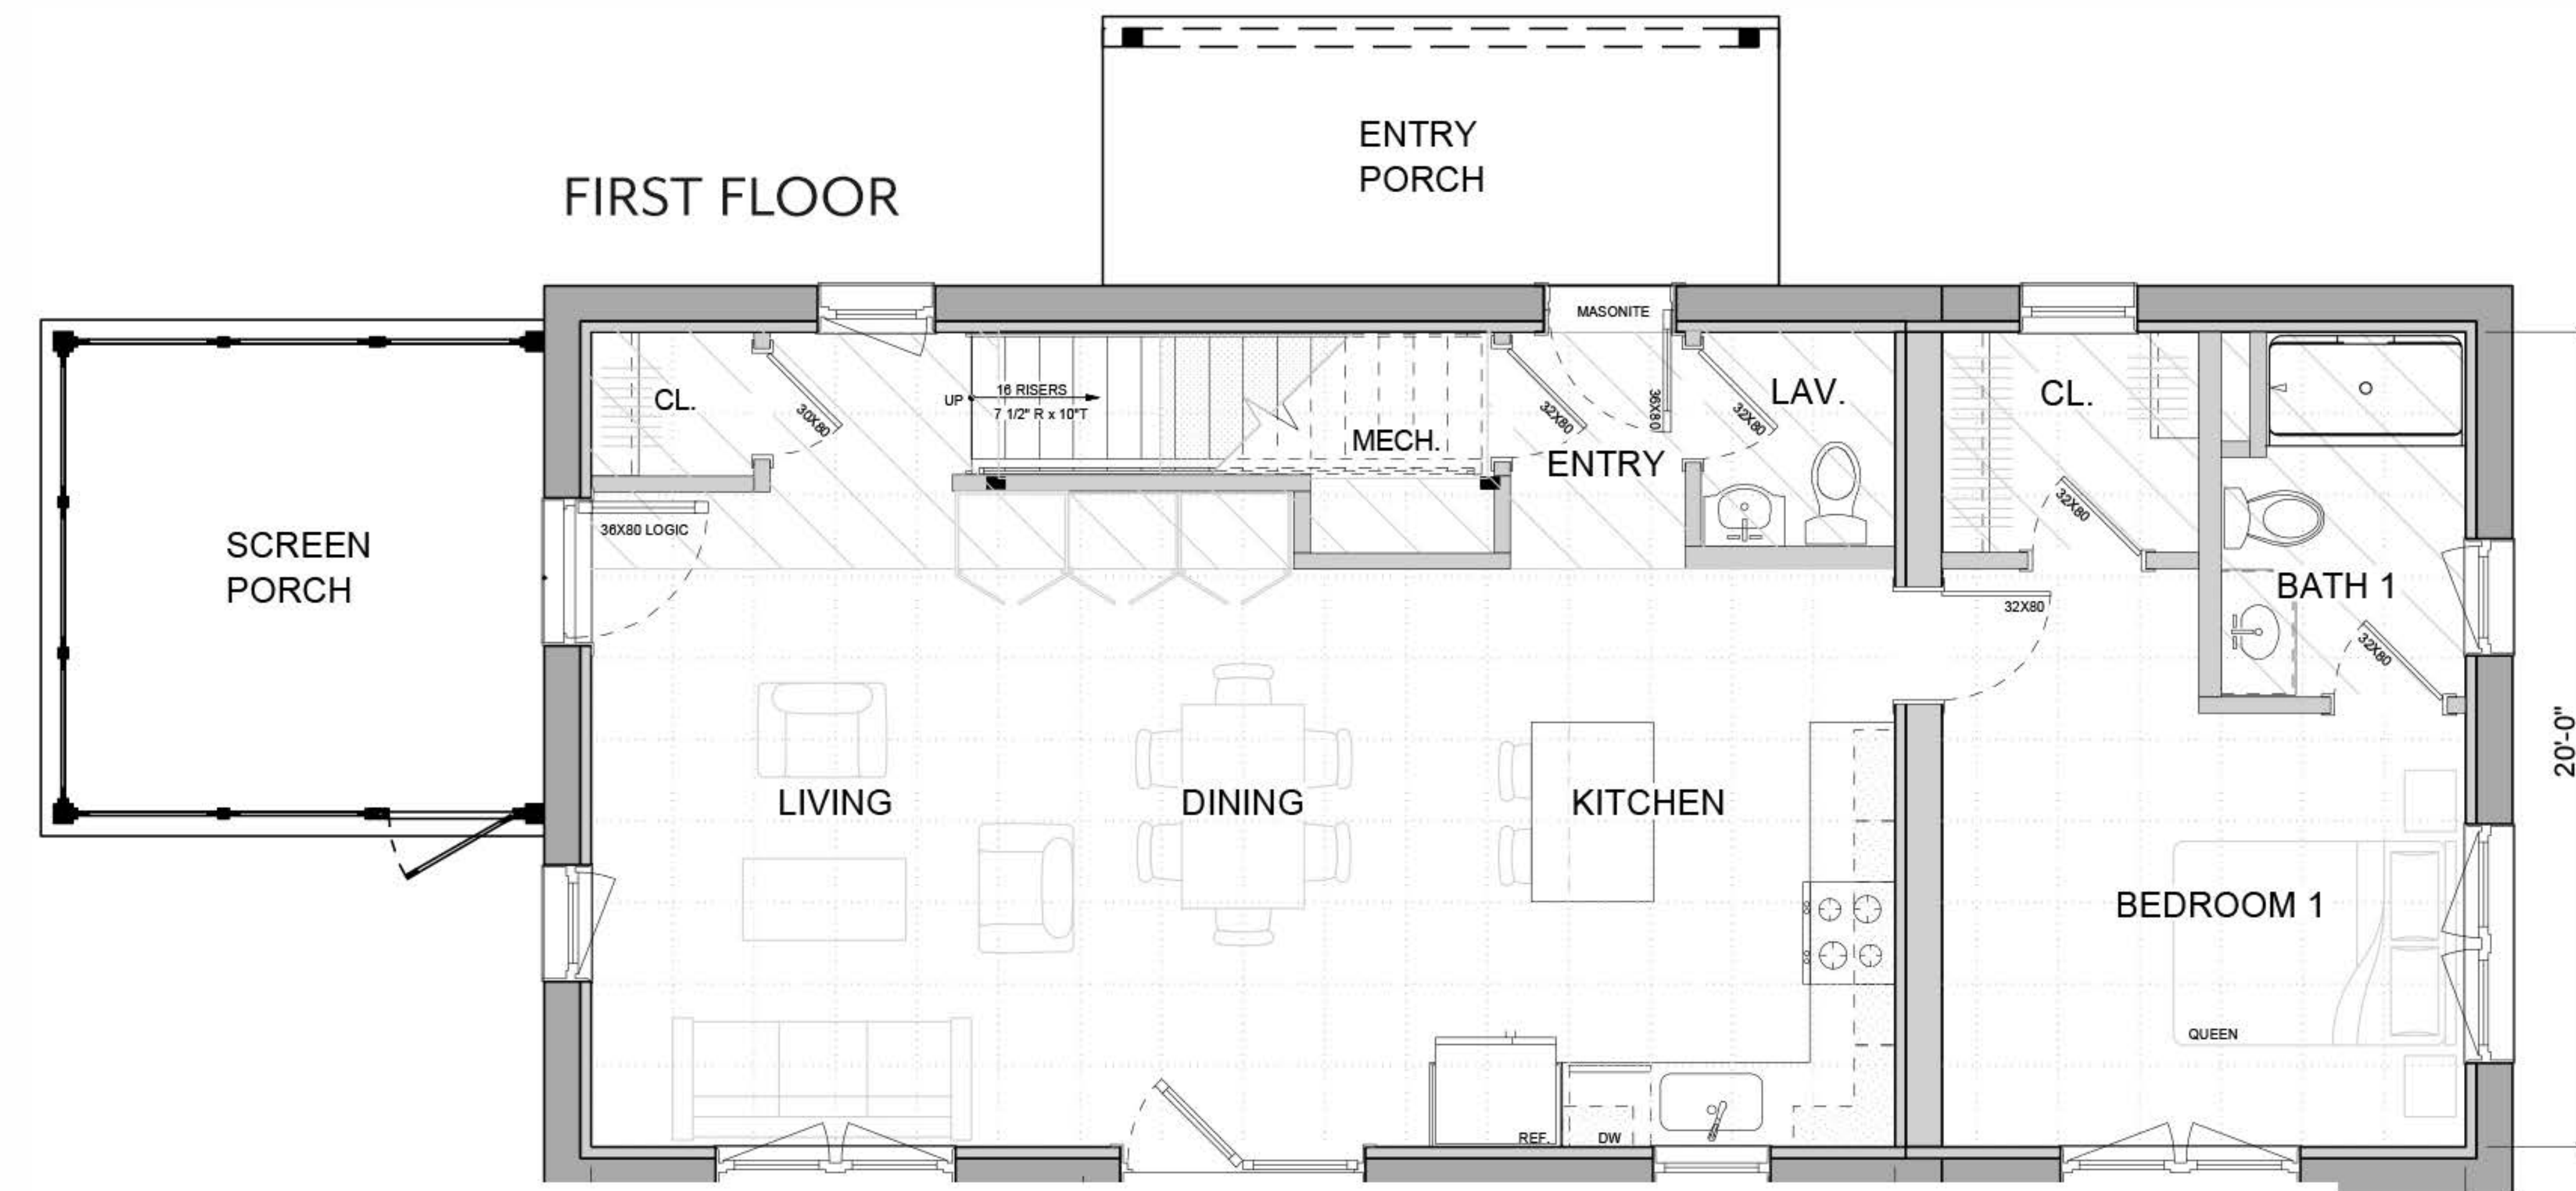 ENTRY
PORCH
FIRST FLOOR
MASONITE
CL.
30X80
UP
16 RISERS
7 1/2" R x 10"T
MECH.
32X80
36X80
ENTRY
32X80
LAV.
CL.
32X80
SCREEN
PORCH
36X80 LOGIC
BATH 1
32X80
32X80
20'-0"
LIVING
DINING
KITCHEN
BEDROOM 1
QUEEN
REF.
DW